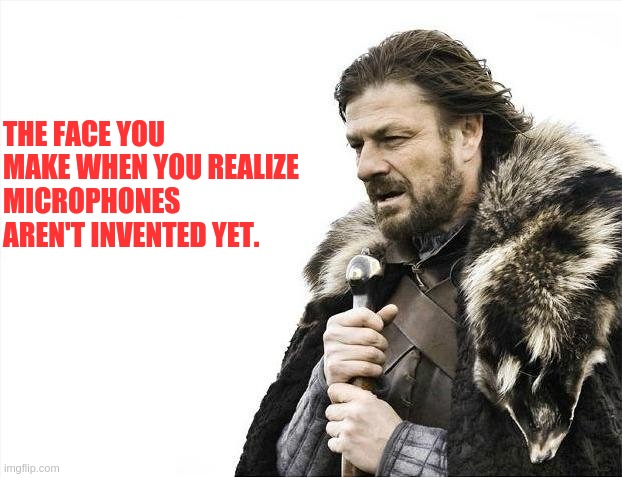 THE FACE YOU
MAKE WHEN YOU REALIZE
MICROPHONES
AREN'T INVENTED YET.
imgflip.com